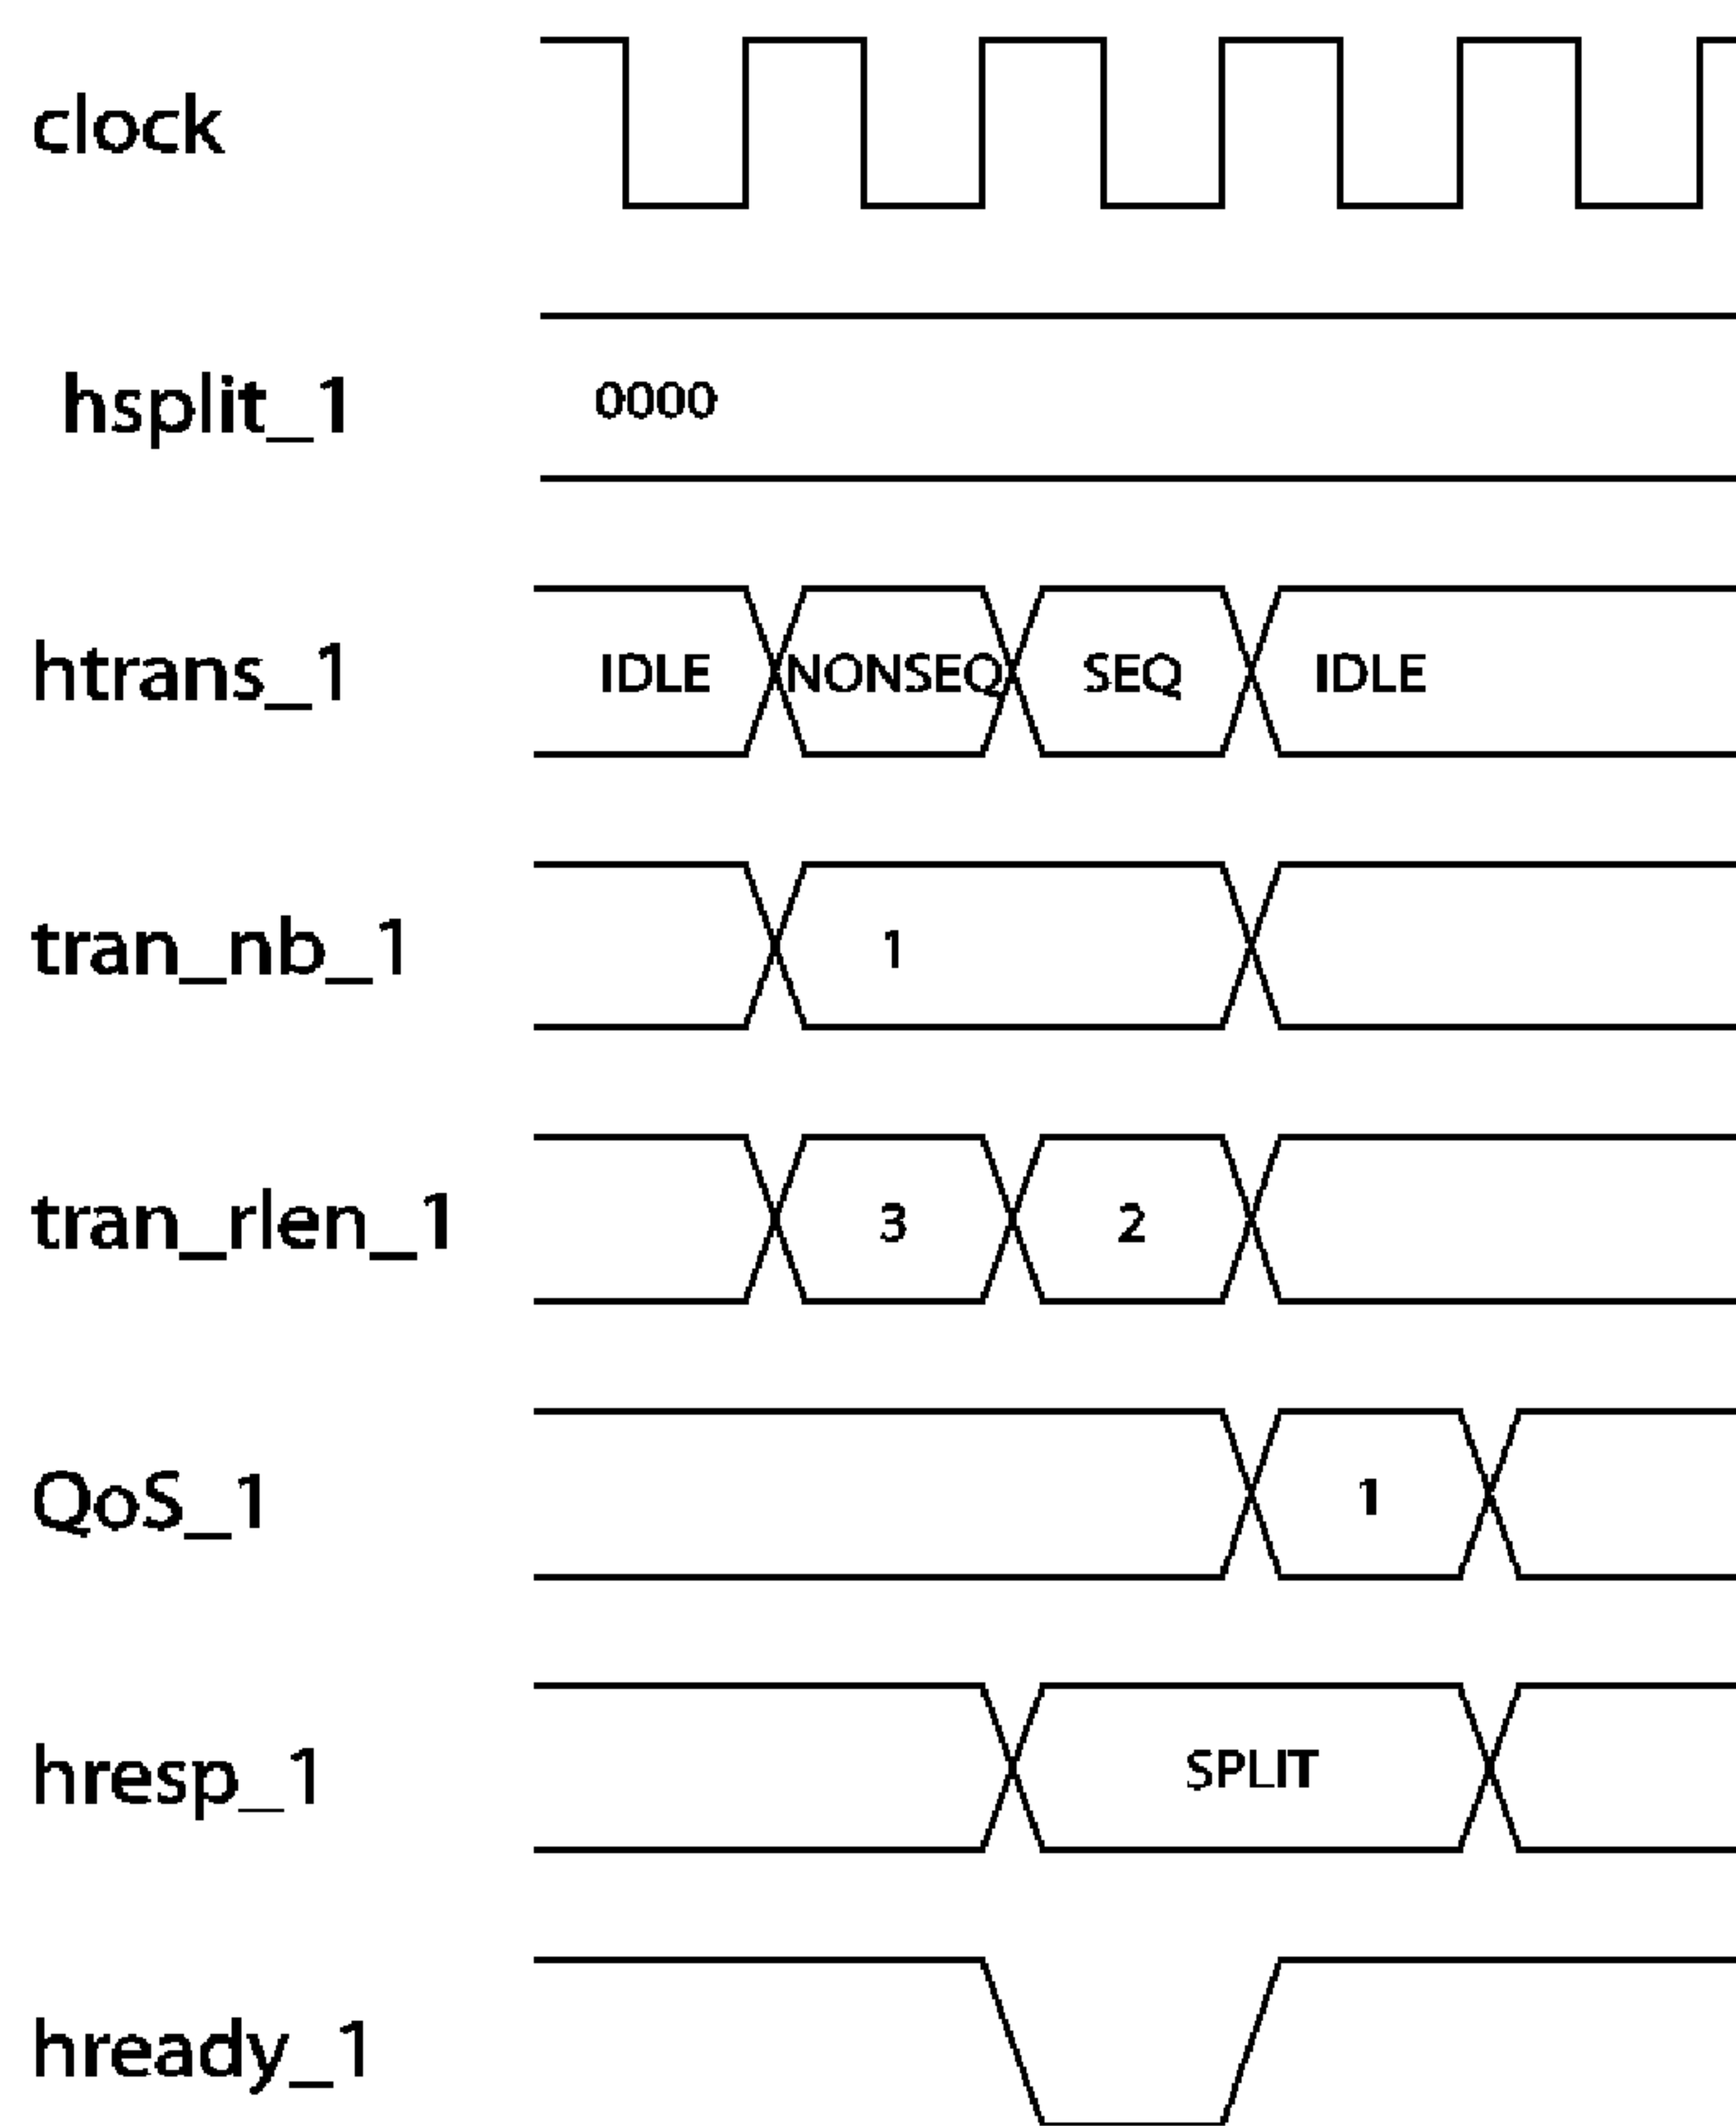 clock
hsplit_1 0000
htrans_1 IDLE NONSEQ SEQ IDLE
tran_nb_1 1
tran_rlen_1 3 2
QoS_1 1
hresp_1 SPLIT
hready_1